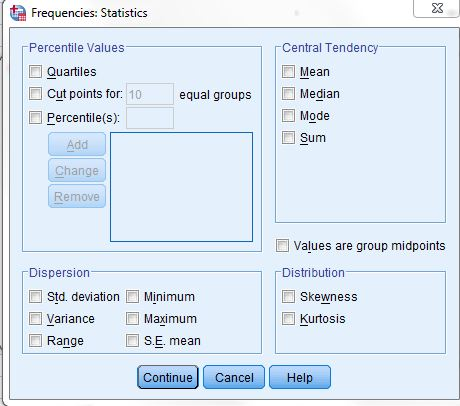 Frequencies: Statistics
Percentile Values
Quartiles
Cut points for: 10 equal groups
Percentile(s):
Add
Change
Remove
Central Tendency
Mean
Median
Mode
Sum
Values are group midpoints
Dispersion
Std. deviation Minimum
Variance Maximum
Range S.E. mean
Distribution
Skewness
Kurtosis
Continue Cancel Help